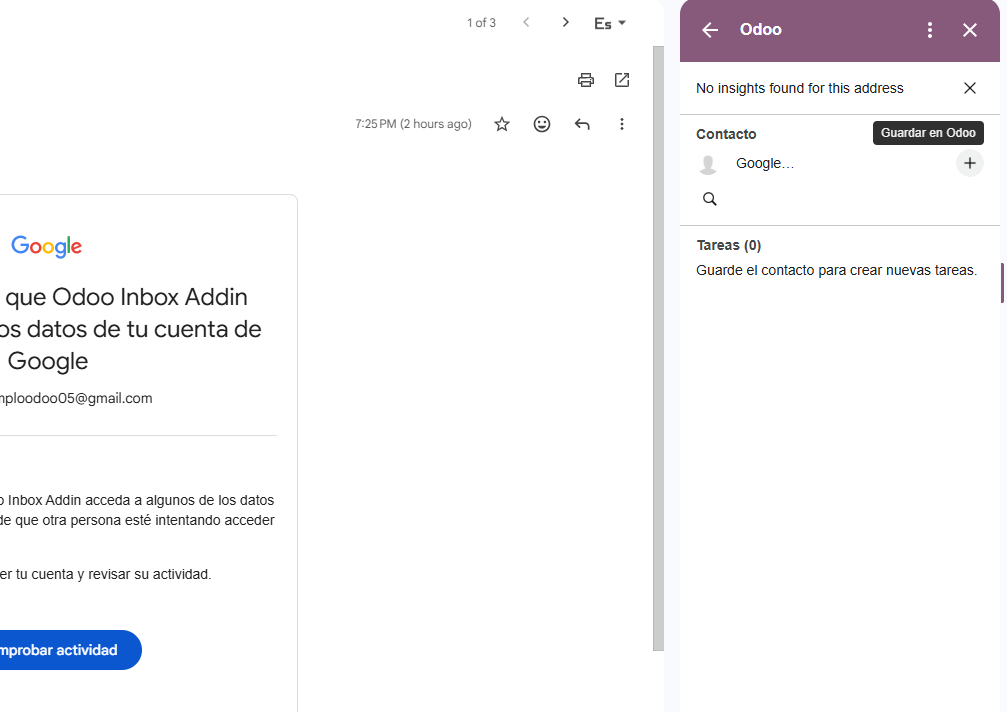 1 of 3
Es
7:25 PM (2 hours ago)
Google
que Odoo Inbox Addin
os datos de tu cuenta de
Google
mploodoo05@gmail.com
o Inbox Addin acceda a algunos de los datos
de que otra persona esté intentando acceder
er tu cuenta y revisar su actividad.
mprobar actividad
Odoo
No insights found for this address
Contacto
Guardar en Odoo
Google…
Tareas (0)
Guarde el contacto para crear nuevas tareas.